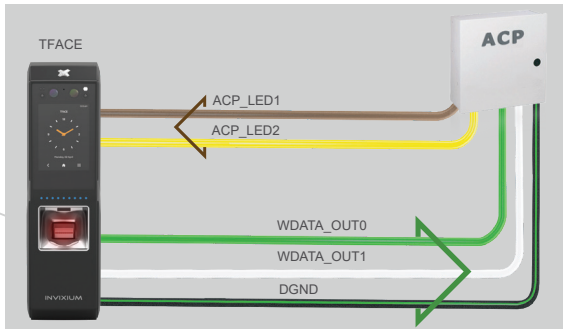 TFACE
ACP
ACP_LED1
ACP_LED2
WDATA_OUT0
WDATA_OUT1
DGND
INVIXIUM